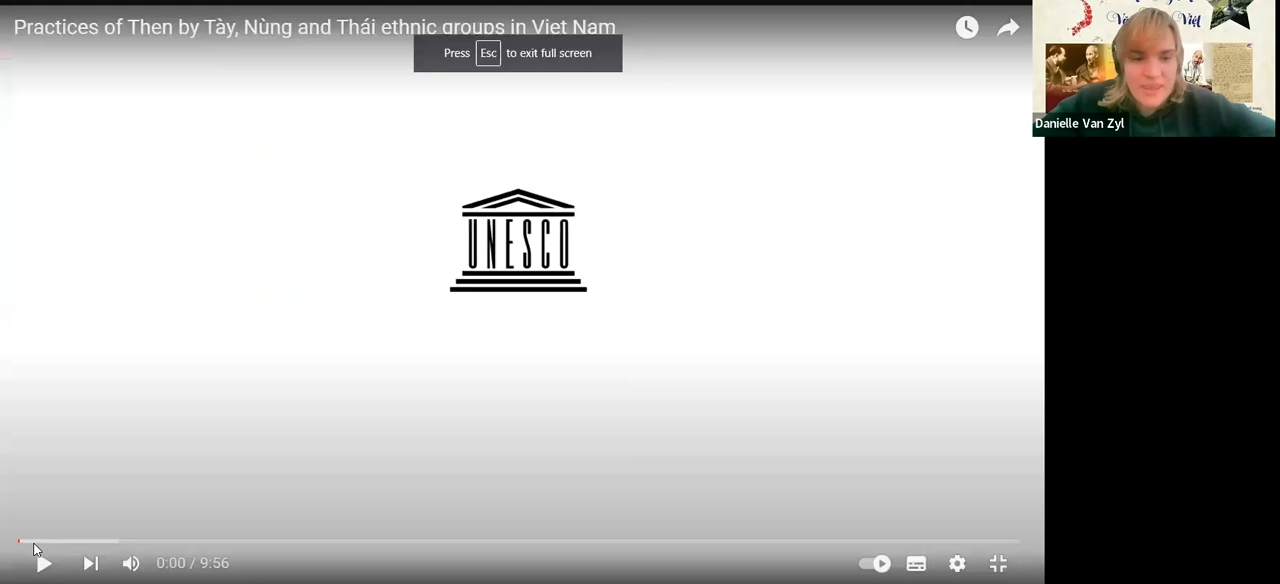 Practices of Then by Tày, Nùng and Thái ethnic groups in Viet Nam
Press Esc to exit full screen
UNESCO
Danielle Van Zyl
0:00 / 9:56